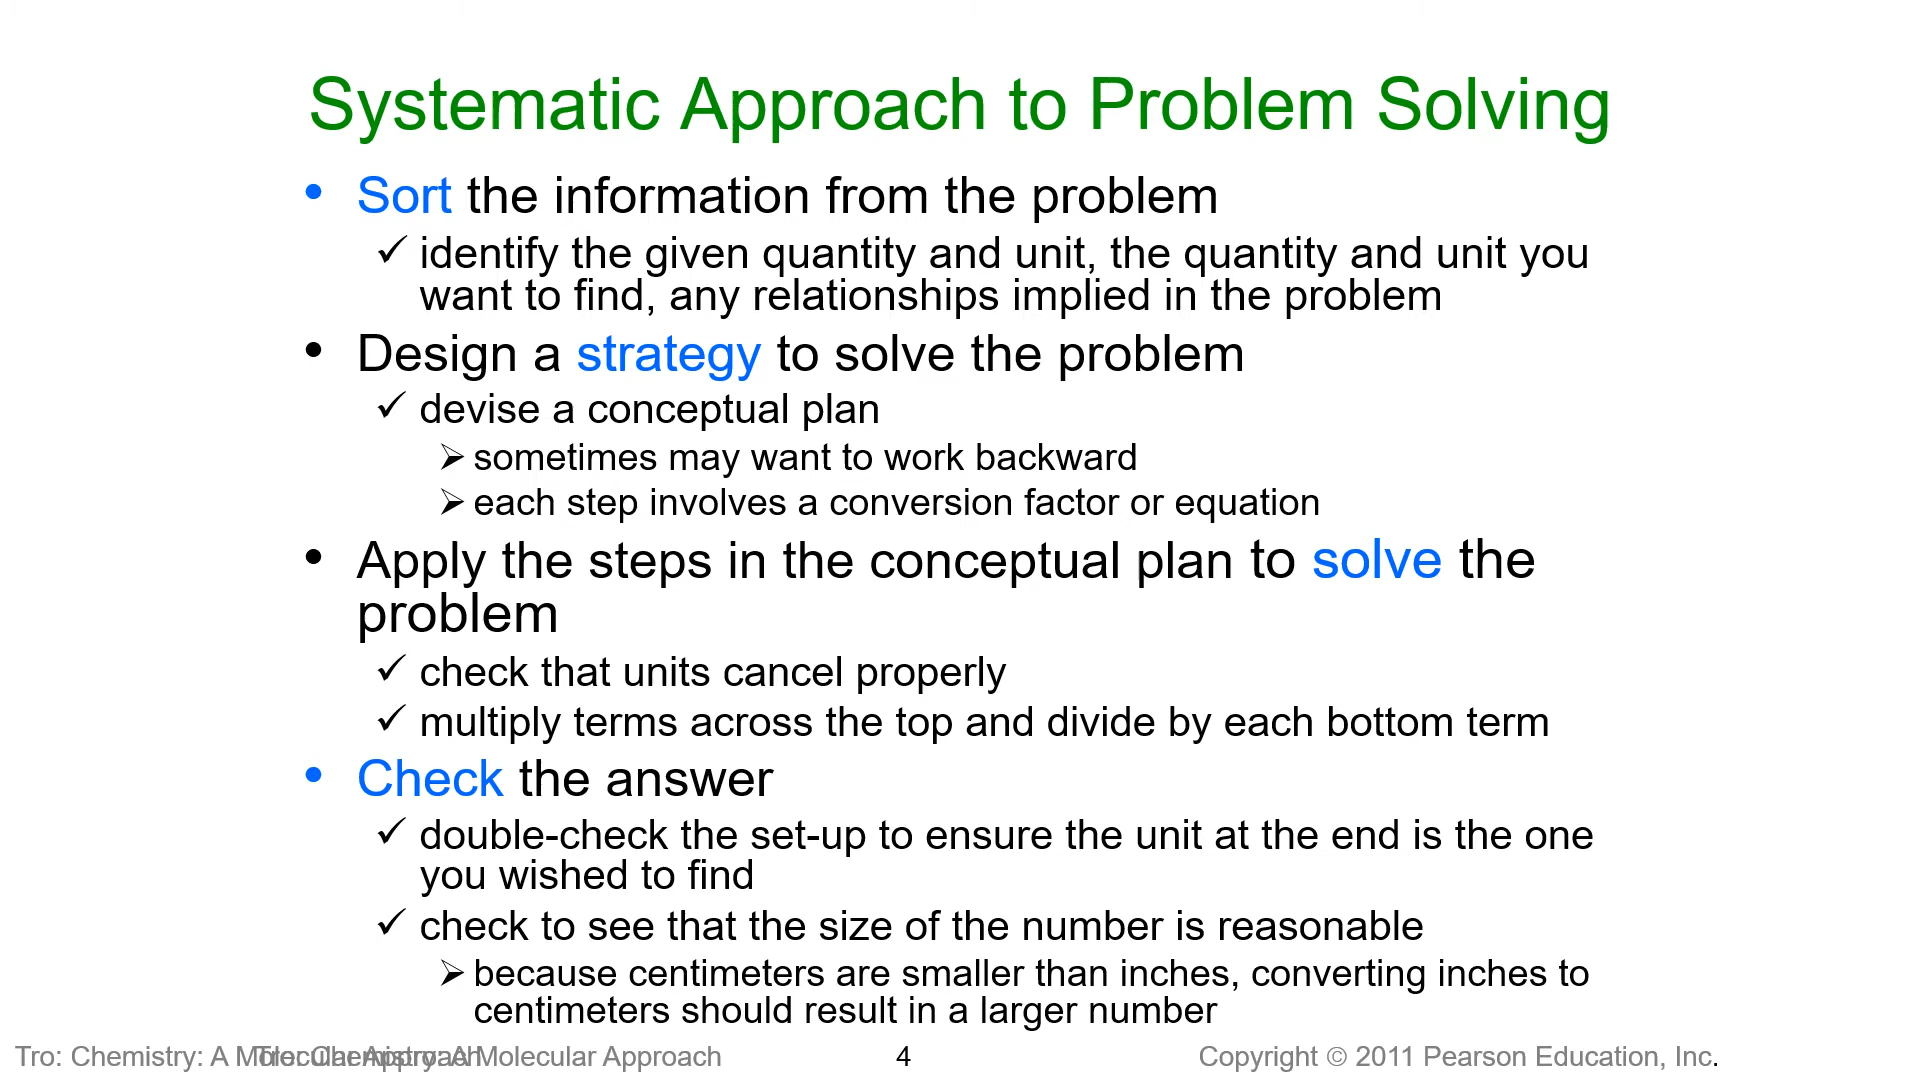 Systematic Approach to Problem Solving
• Sort the information from the problem
✓ identify the given quantity and unit, the quantity and unit you
want to find, any relationships implied in the problem
• Design a strategy to solve the problem
✓ devise a conceptual plan
➢ sometimes may want to work backward
➢ each step involves a conversion factor or equation
• Apply the steps in the conceptual plan to solve the
problem
✓ check that units cancel properly
✓ multiply terms across the top and divide by each bottom term
• Check the answer
✓ double-check the set-up to ensure the unit at the end is the one
you wished to find
✓ check to see that the size of the number is reasonable
➢ because centimeters are smaller than inches, converting inches to
centimeters should result in a larger number
Tro: Chemistry: A Molecular Approach Tro: Chemistry: A Molecular Approach 4 Copyright © 2011 Pearson Education, Inc.